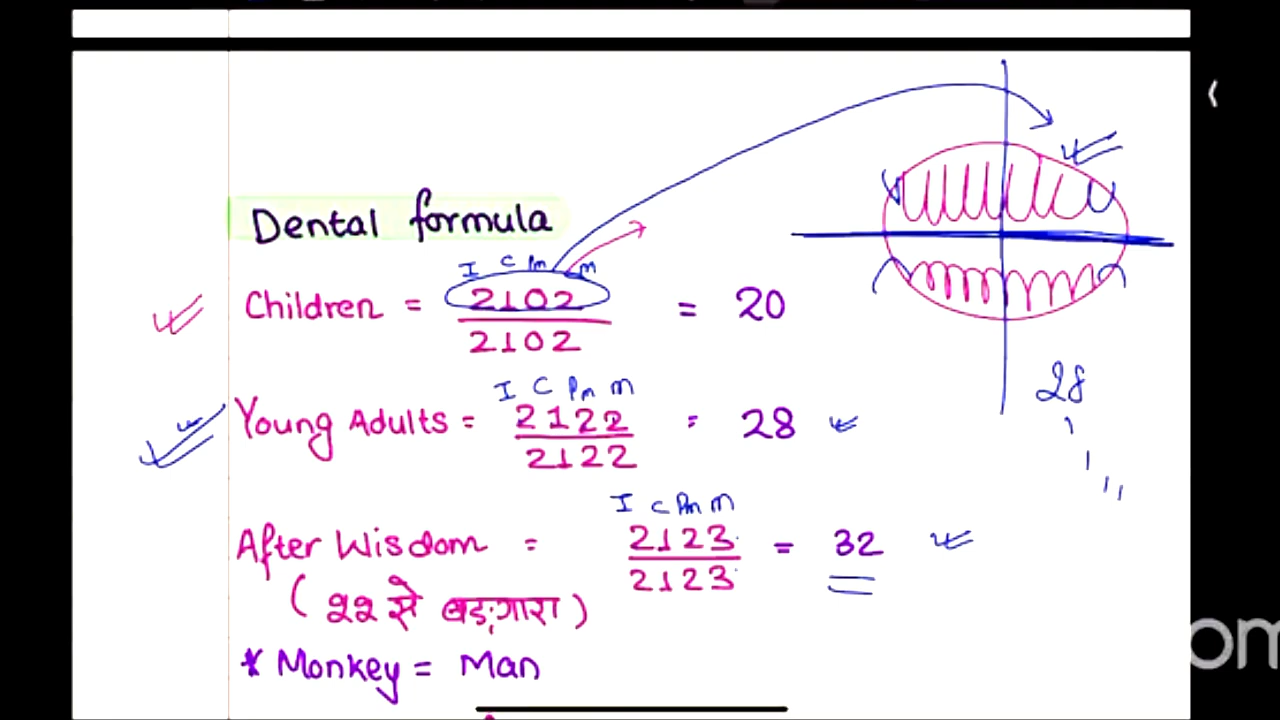 Dental formula
I C Pm m
Children = 2102 = 20
2102
28
I C Pm m
Young Adults = 2122 = 28
2122
I C Pm m
After Wisdom = 2123 = 32
2123
(22 से
* Monkey = Man
om